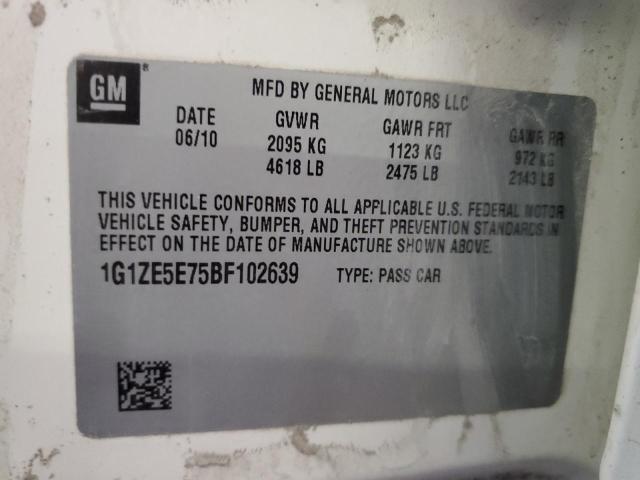 GM®
MFD BY GENERAL MOTORS LLC
DATE GVWR GAWR FRT GAWR RR
06/10 2095 KG 1123 KG 972 KG
4618 LB 2475 LB 2143 LB
THIS VEHICLE CONFORMS TO ALL APPLICABLE U.S. FEDERAL MOTOR
VEHICLE SAFETY, BUMPER, AND THEFT PREVENTION STANDARDS IN
EFFECT ON THE DATE OF MANUFACTURE SHOWN ABOVE.
1G1ZE5E75BF102639 TYPE: PASS CAR